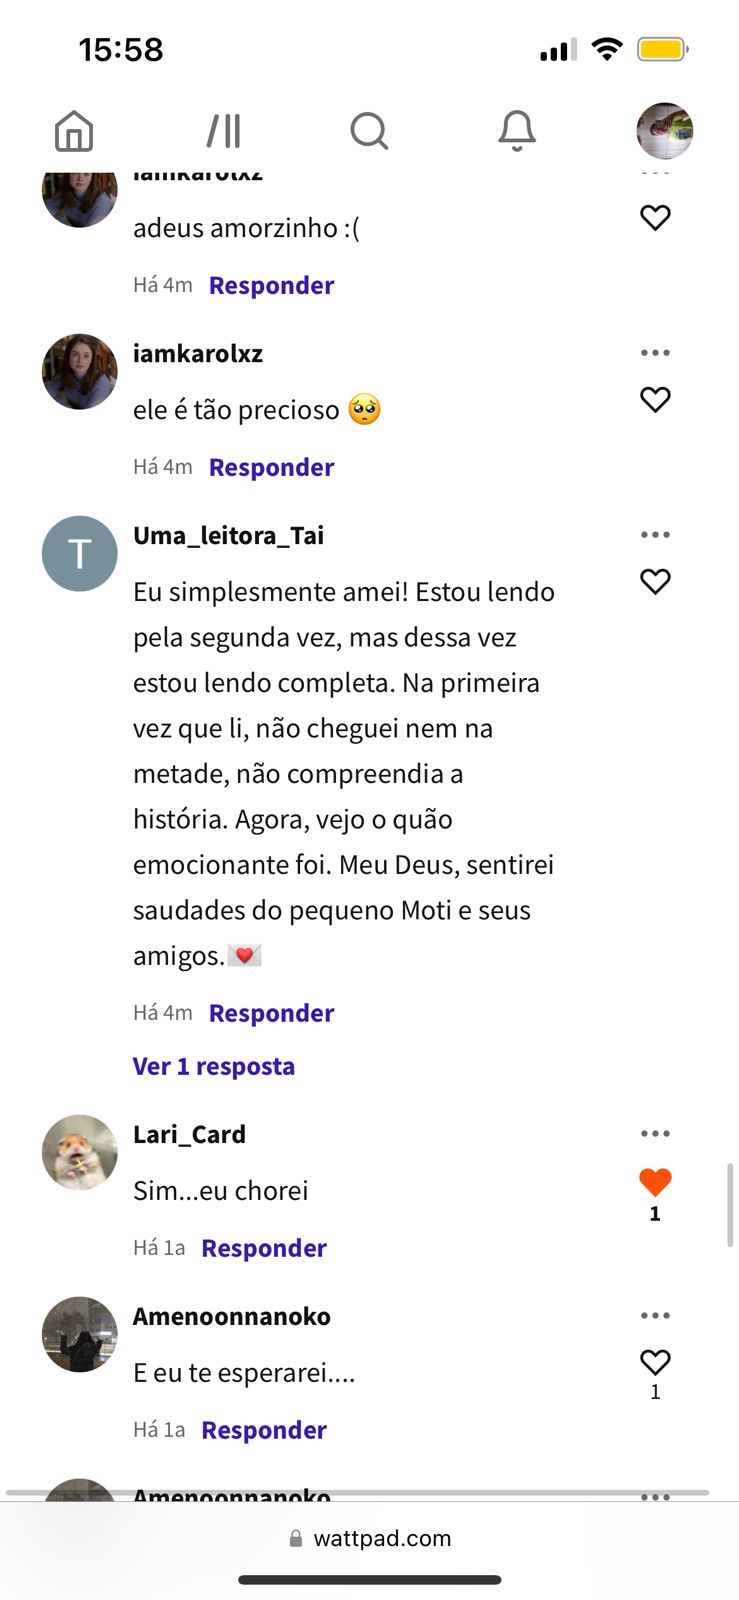 15:58
iamkarolxz
adeus amorzinho :(
Há 4m Responder
iamkarolxz
ele é tão precioso 🥺
Há 4m Responder
T
Uma_leitora_Tai
Eu simplesmente amei! Estou lendo
pela segunda vez, mas dessa vez
estou lendo completa. Na primeira
vez que li, não cheguei nem na
metade, não compreendia a
história. Agora, vejo o quão
emocionante foi. Meu Deus, sentirei
saudades do pequeno Moti e seus
amigos.💌
Há 4m Responder
Ver 1 resposta
Lari_Card
Sim...eu chorei
1
Há 1a Responder
Amenoonnanoko
E eu te esperarei....
1
Há 1a Responder
Amenoonnanoko
wattpad.com